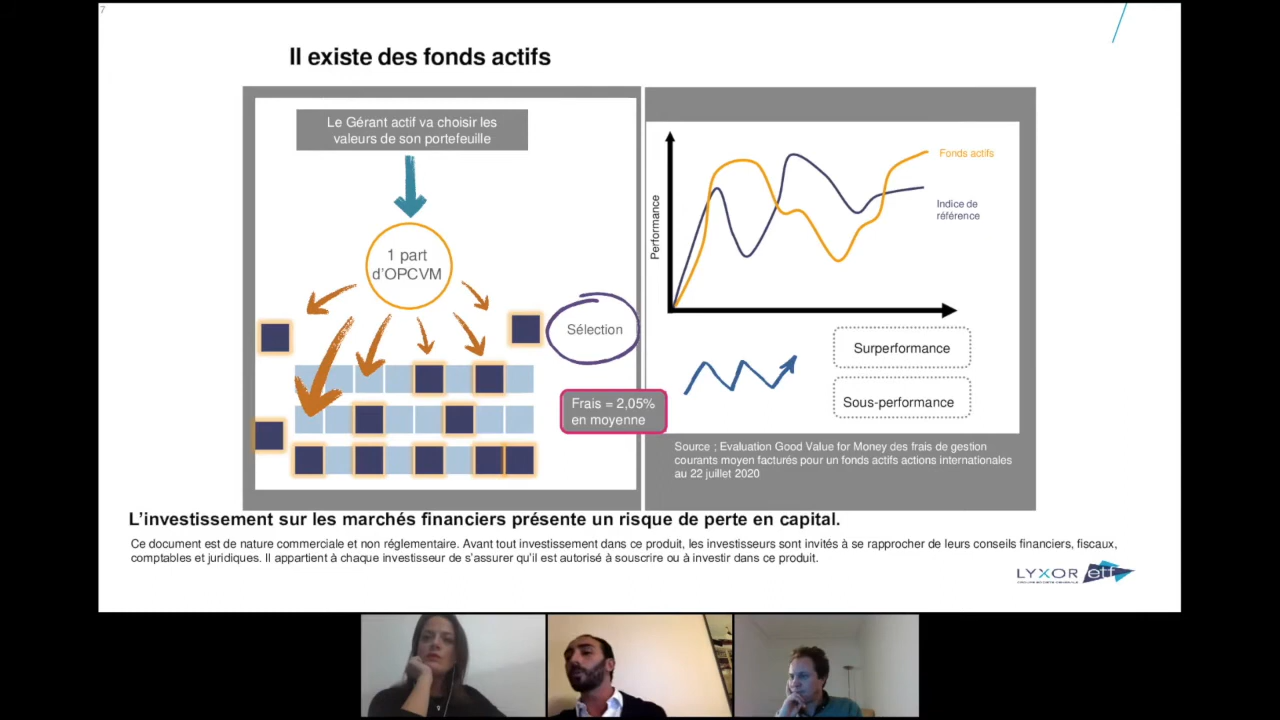 7
Il existe des fonds actifs
Le Gérant actif va choisir les
valeurs de son portefeuille
1 part
d'OPCVM
Sélection
Frais = 2,05%
en moyenne
Performance
Fonds actifs
Indice de
référence
Surperformance
Sous-performance
Source ; Evaluation Good Value for Money des frais de gestion
courants moyen facturés pour un fonds actifs actions internationales
au 22 juillet 2020
L'investissement sur les marchés financiers présente un risque de perte en capital.
Ce document est de nature commerciale et non réglementaire. Avant tout investissement dans ce produit, les investisseurs sont invités à se rapprocher de leurs conseils financiers, fiscaux,
comptables et juridiques. Il appartient à chaque investisseur de s'assurer qu'il est autorisé à souscrire ou à investir dans ce produit.
LYXOR etf